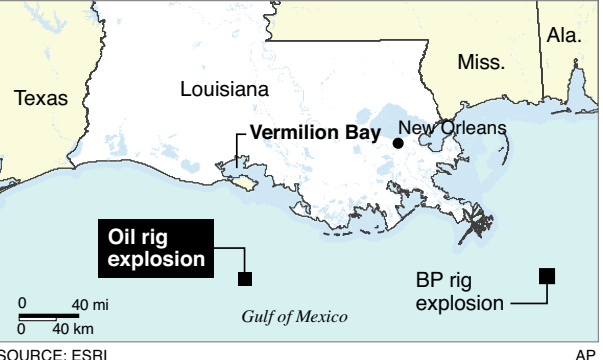 Ala.
Miss.
Louisiana
Texas
Vermilion Bay
New Orleans
Oil rig
explosion
BP rig
explosion
0 40 mi
0 40 km
Gulf of Mexico
SOURCE: ESRI
AP